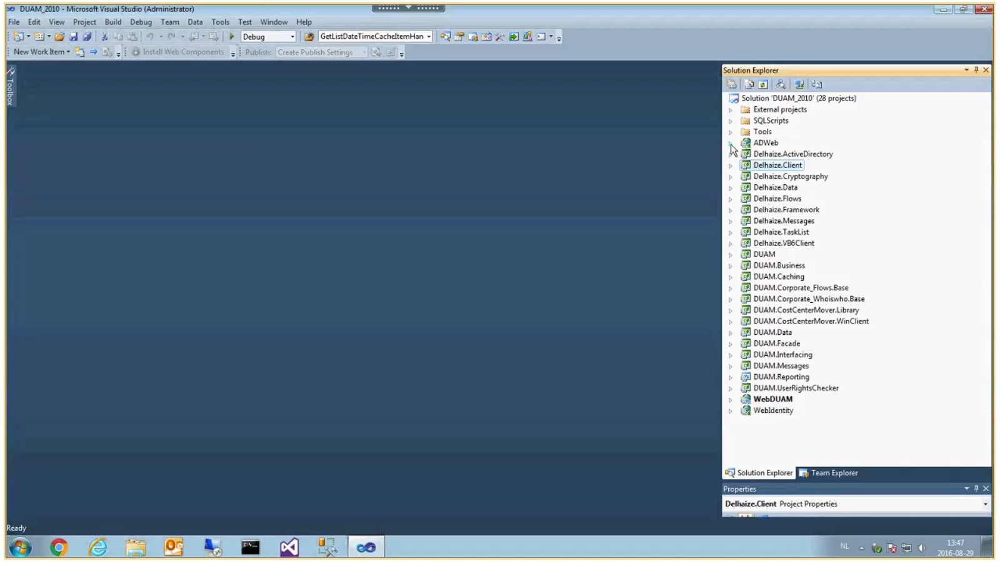 DUAM_2010 - Microsoft Visual Studio (Administrator)
File Edit View Project Build Debug Team Data Tools Test Window Help
Debug GetListDateTimeCacheItemHan
New Work Item Install Web Components Publish: Create Publish Settings
Toolbox
Solution Explorer
Solution 'DUAM_2010' (28 projects)
External projects
SQLScripts
Tools
ADWeb
Delhaize.ActiveDirectory
Delhaize.Client
Delhaize.Cryptography
Delhaize.Data
Delhaize.Flows
Delhaize.Framework
Delhaize.Messages
Delhaize.TaskList
Delhaize.VB6Client
DUAM
DUAM.Business
DUAM.Caching
DUAM.Corporate_Flows.Base
DUAM.Corporate_Whoiswho.Base
DUAM.CostCenterMover.Library
DUAM.CostCenterMover.WinClient
DUAM.Data
DUAM.Facade
DUAM.Interfacing
DUAM.Messages
DUAM.Reporting
DUAM.UserRightsChecker
WebDUAM
WebIdentity
Solution Explorer Team Explorer
Properties
Delhaize.Client Project Properties
Ready
NL 13:47
2016-08-29